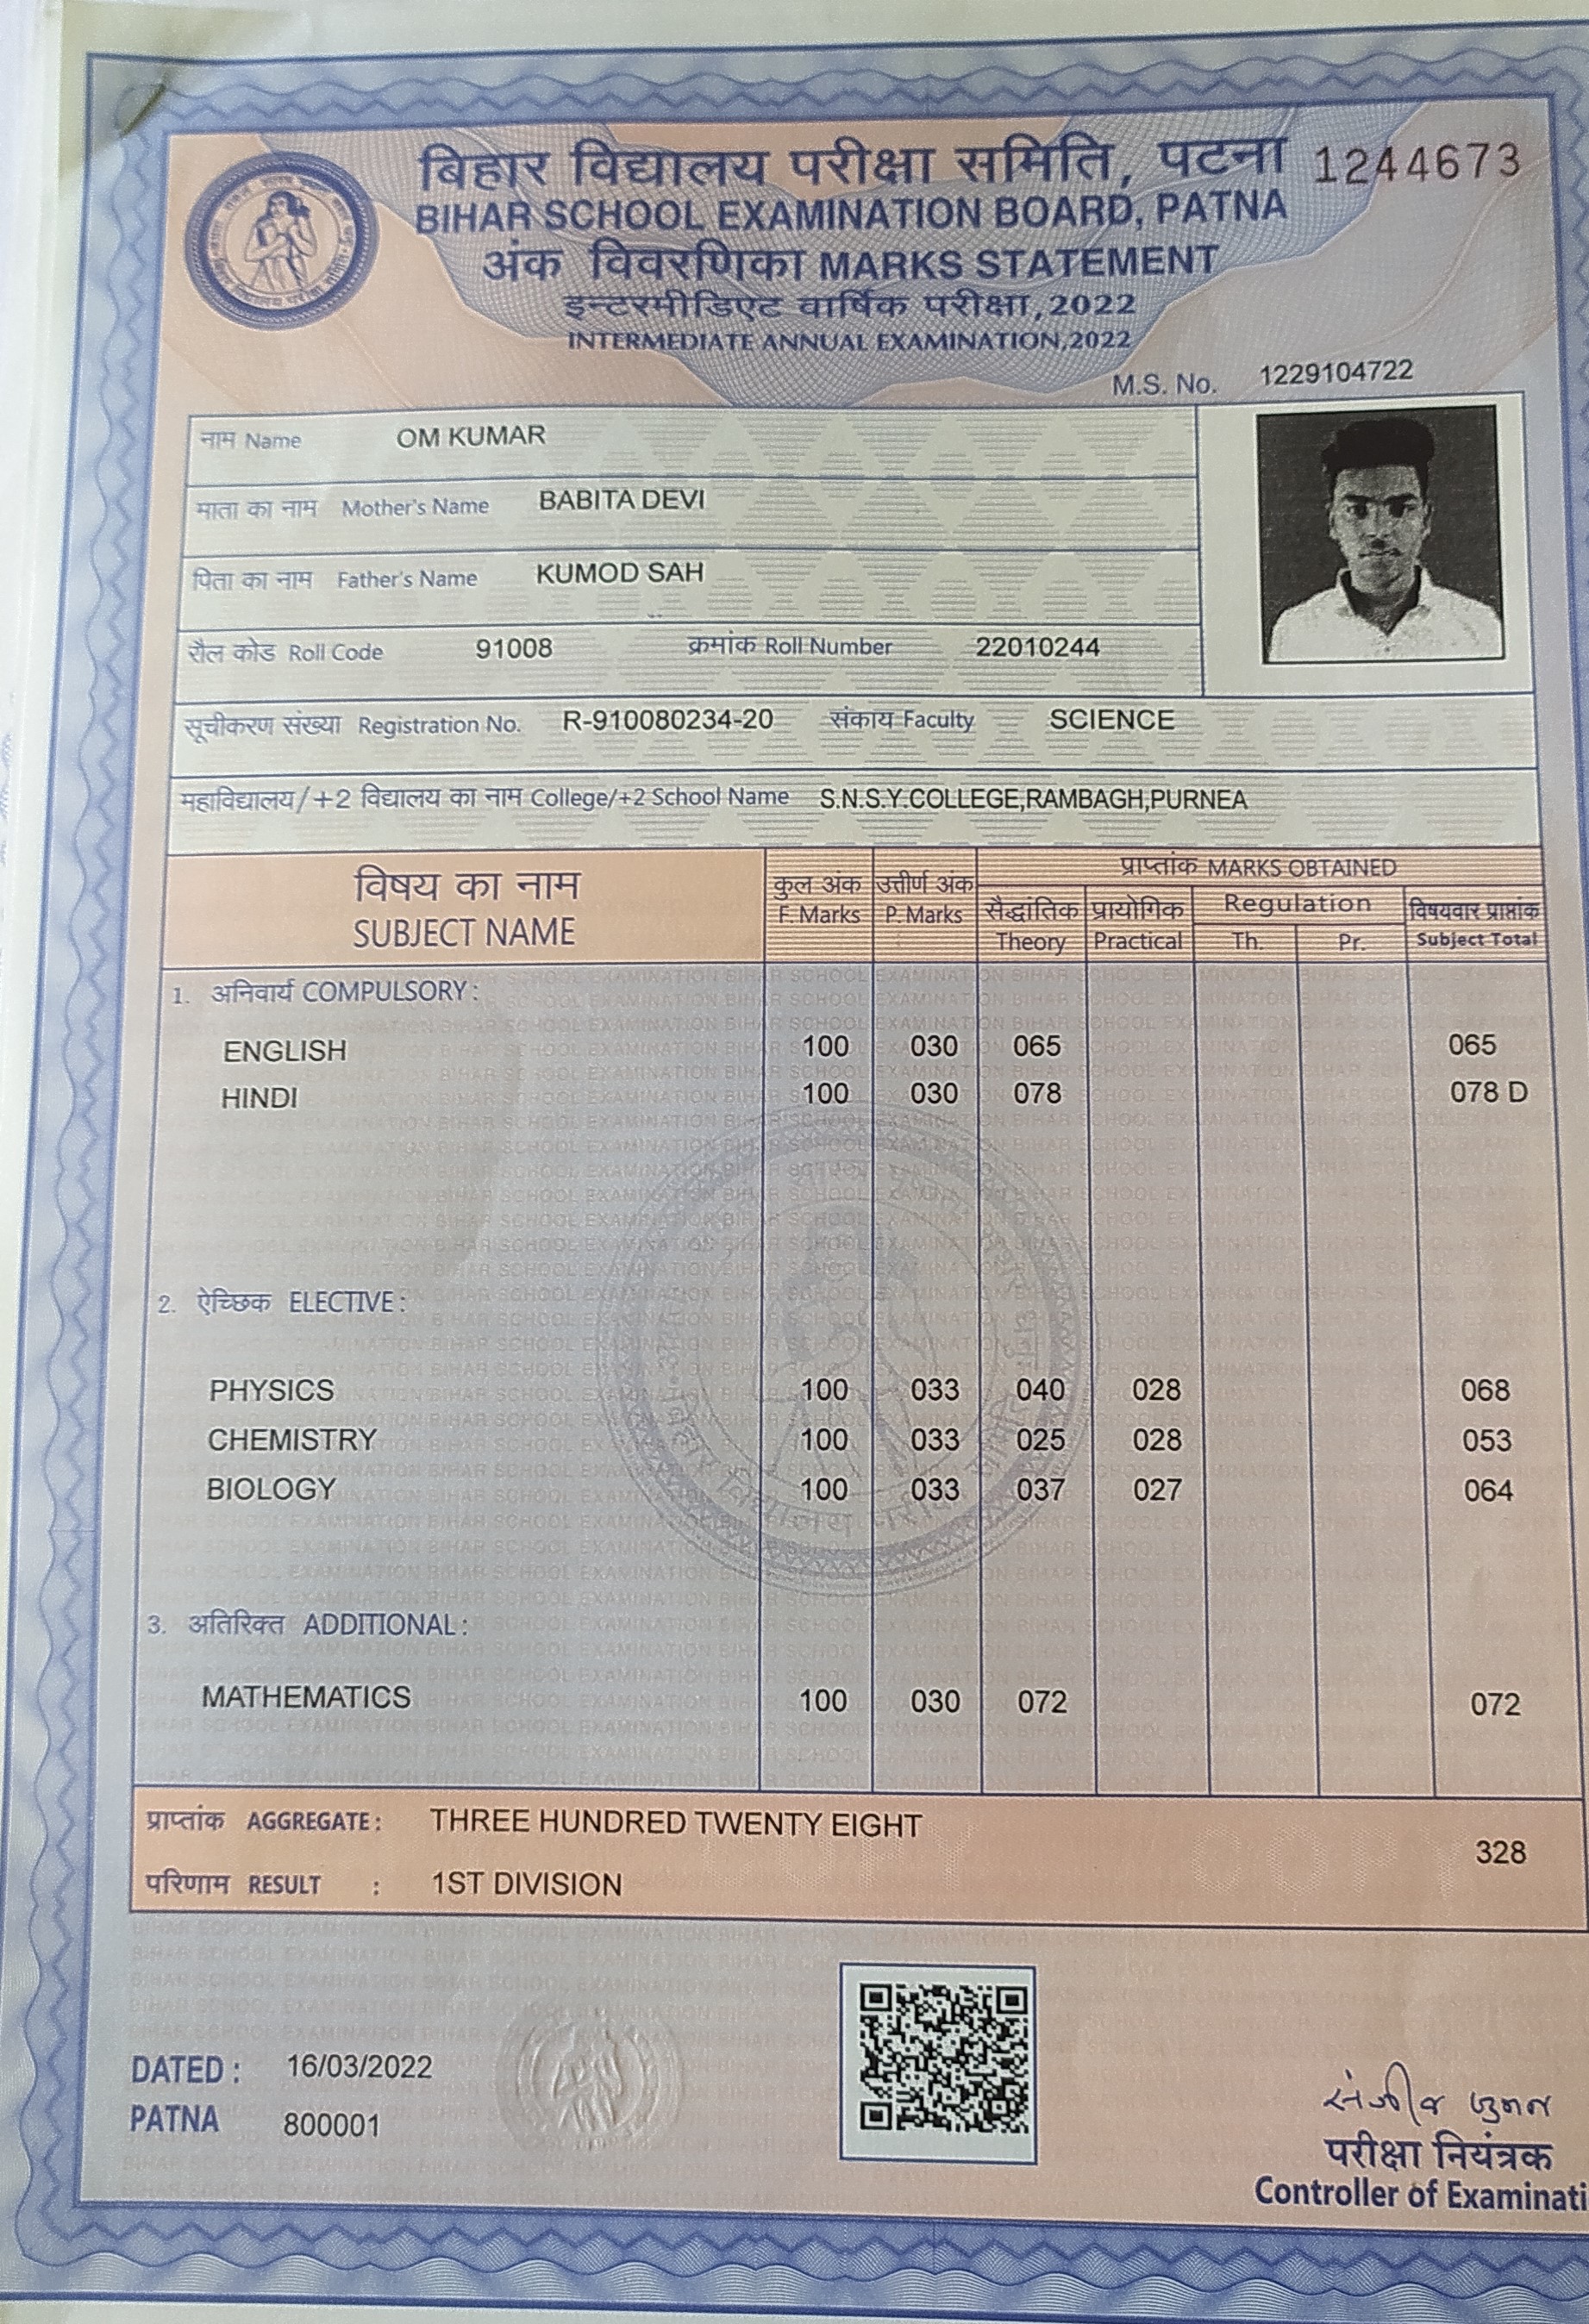 बिहार विद्यालय परीक्षा समिति, पटना 1244673
BIHAR SCHOOL EXAMINATION BOARD, PATNA
अंक विवरणिका MARKS STATEMENT
इन्टरमीडिएट वार्षिक परीक्षा,2022
INTERMEDIATE ANNUAL EXAMINATION,2022
M.S. No. 1229104722
नाम Name OM KUMAR
माता का नाम Mother's Name BABITA DEVI
पिता का नाम Father's Name KUMOD SAH
रौल कोड Roll Code 91008 क्रमांक Roll Number 22010244
सूचीकरण संख्या Registration No. R-910080234-20 संकाय Faculty SCIENCE
महाविद्यालय/+2 विद्यालय का नाम College/+2 School Name S.N.S.Y.COLLEGE,RAMBAGH,PURNEA
विषय का नाम कुल अंक उत्तीर्ण अंक प्राप्तांक MARKS OBTAINED
SUBJECT NAME F. Marks P. Marks सैद्धांतिक प्रायोगिक Regulation विषयवार प्राप्तांक
Theory Practical Th. Pr. Subject Total
1. अनिवार्य COMPULSORY :
ENGLISH 100 030 065 065
HINDI 100 030 078 078 D
2. ऐच्छिक ELECTIVE :
PHYSICS 100 033 040 028 068
CHEMISTRY 100 033 025 028 053
BIOLOGY 100 033 037 027 064
3. अतिरिक्त ADDITIONAL :
MATHEMATICS 100 030 072 072
प्राप्तांक AGGREGATE : THREE HUNDRED TWENTY EIGHT 328
परिणाम RESULT : 1ST DIVISION
DATED : 16/03/2022
PATNA 800001
परीक्षा नियंत्रक
Controller of Examinati